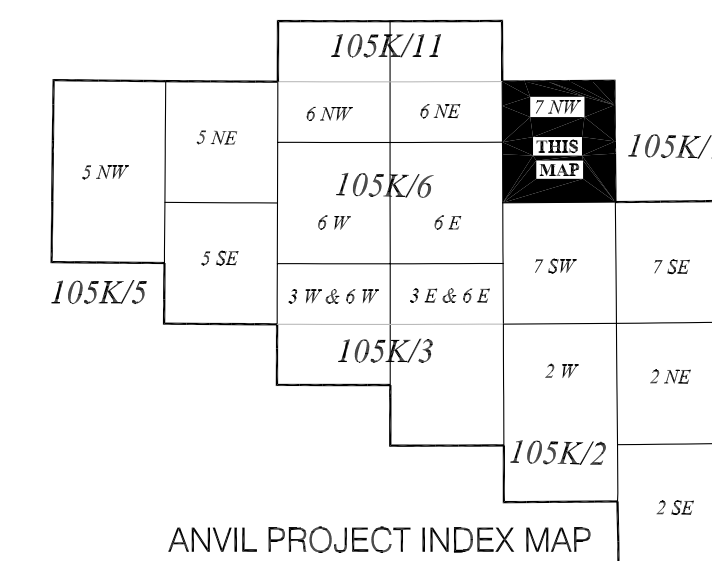 105K/11
6 NW
6 NE
7 NW
5 NE
THIS
MAP
105K/
5 NW
105K/6
6 W
6 E
5 SE
7 SW
7 SE
105K/5
3 W & 6 W
3 E & 6 E
105K/3
2 W
2 NE
105K/2
2 SE
ANVIL PROJECT INDEX MAP